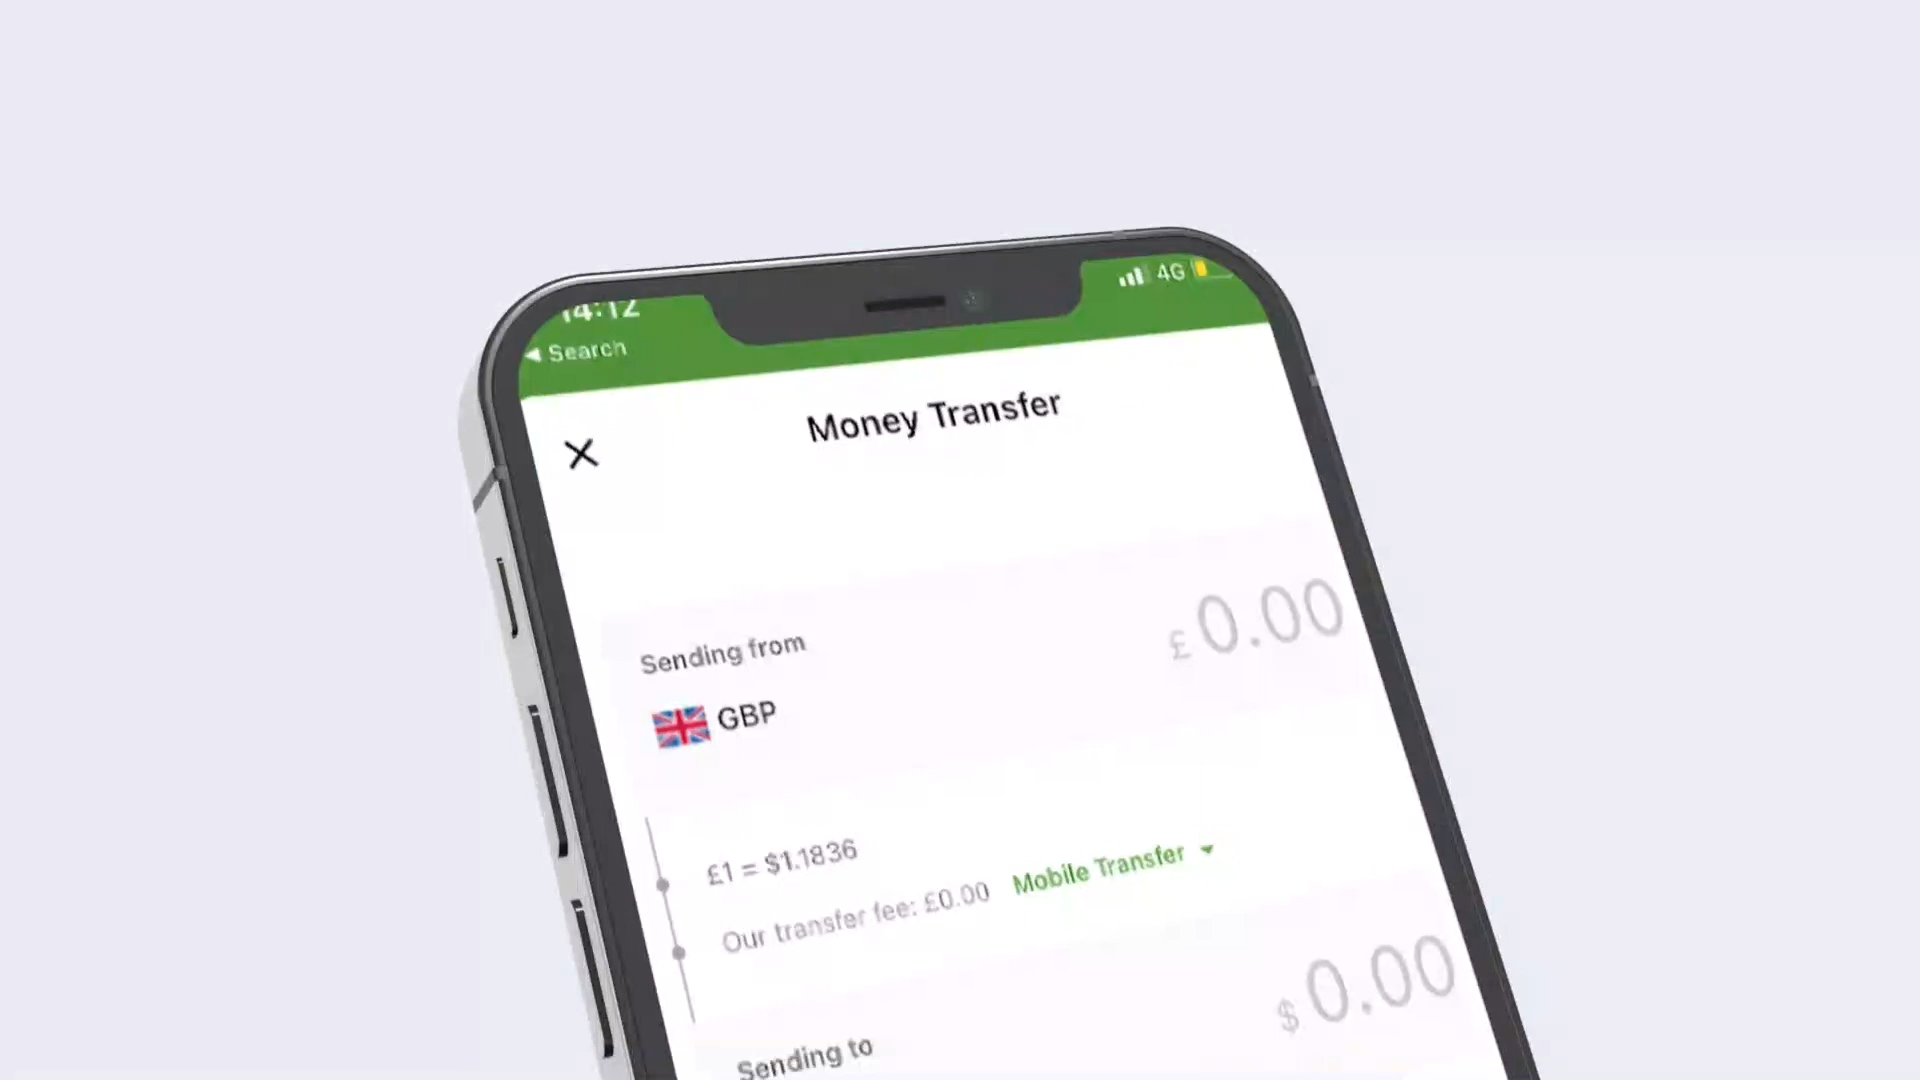 14:12
4G
Search
Money Transfer
Sending from
£ 0.00
GBP
£1 = $1.1836
Our transfer fee: £0.00 Mobile Transfer
$ 0.00
Sending to